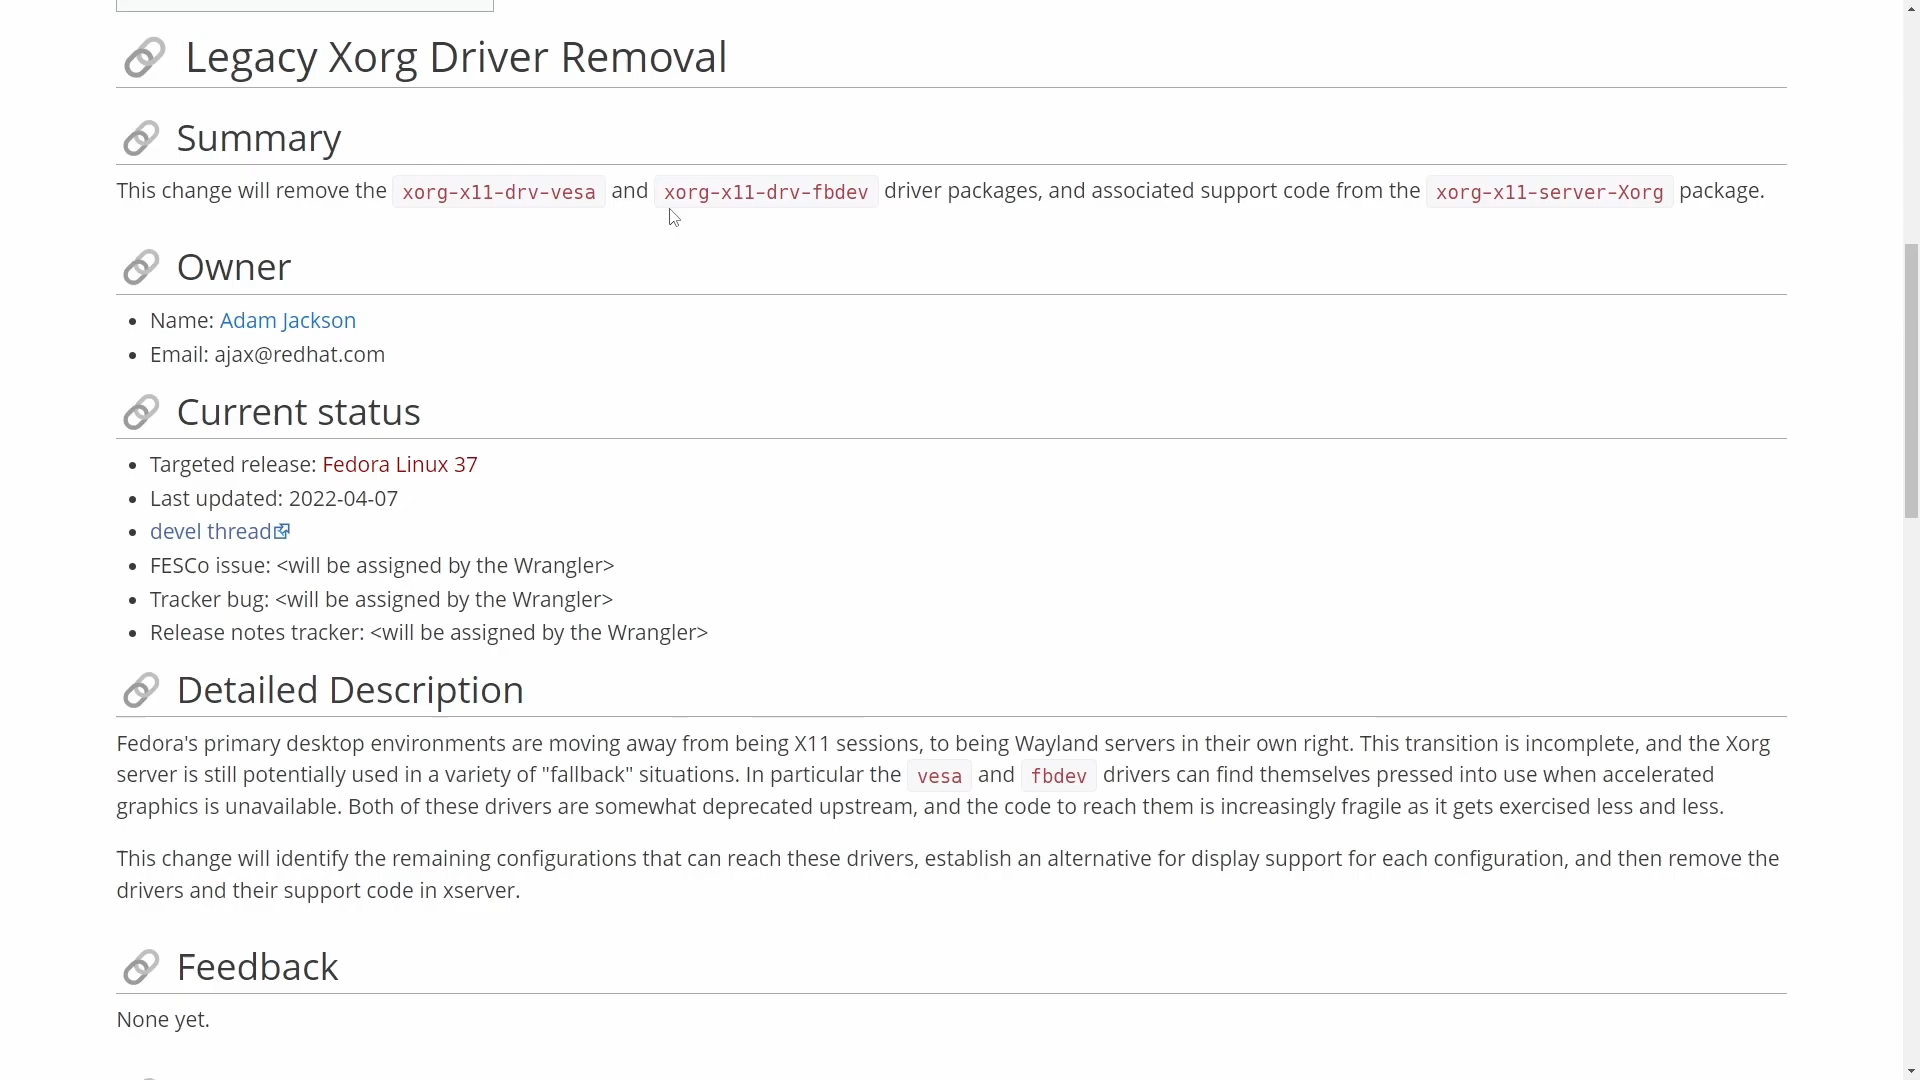 Legacy Xorg Driver Removal
Summary
This change will remove the xorg-x11-drv-vesa and xorg-x11-drv-fbdev driver packages, and associated support code from the xorg-x11-server-Xorg package.
Owner
Name: Adam Jackson
Email: ajax@redhat.com
Current status
Targeted release: Fedora Linux 37
Last updated: 2022-04-07
devel thread
FESCo issue: <will be assigned by the Wrangler>
Tracker bug: <will be assigned by the Wrangler>
Release notes tracker: <will be assigned by the Wrangler>
Detailed Description
Fedora's primary desktop environments are moving away from being X11 sessions, to being Wayland servers in their own right. This transition is incomplete, and the Xorg
server is still potentially used in a variety of "fallback" situations. In particular the vesa and fbdev drivers can find themselves pressed into use when accelerated
graphics is unavailable. Both of these drivers are somewhat deprecated upstream, and the code to reach them is increasingly fragile as it gets exercised less and less.
This change will identify the remaining configurations that can reach these drivers, establish an alternative for display support for each configuration, and then remove the
drivers and their support code in xserver.
Feedback
None yet.